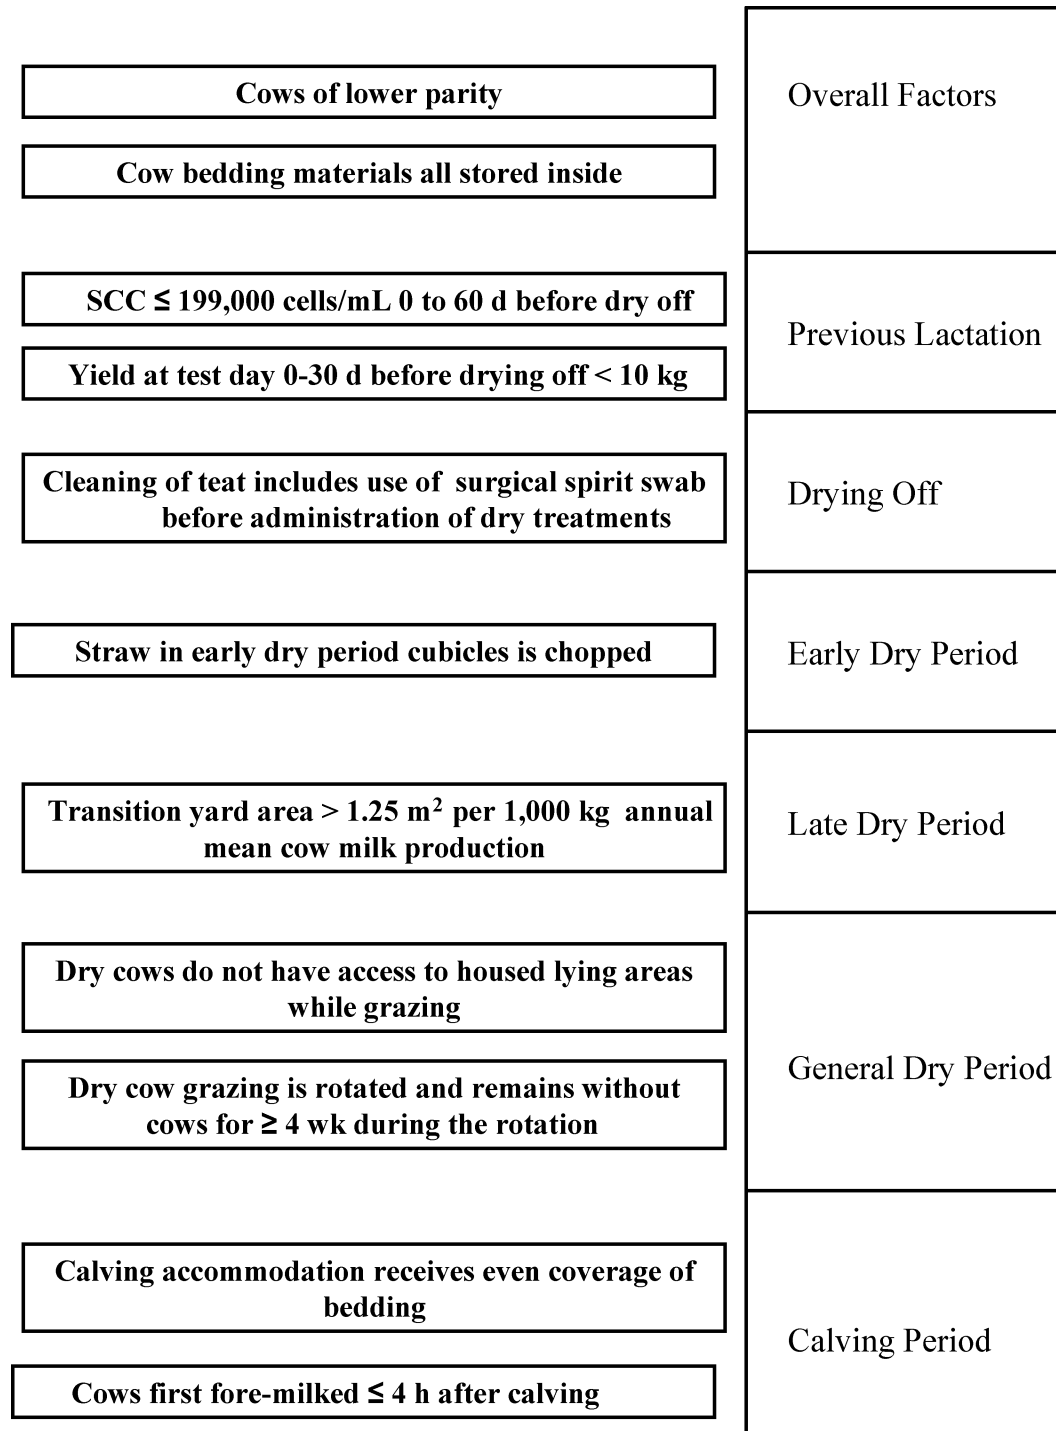 Cows of lower parity
Overall Factors
Cow bedding materials all stored inside
SCC ≤ 199,000 cells/mL 0 to 60 d before dry off
Previous Lactation
Yield at test day 0-30 d before drying off < 10 kg
Cleaning of teat includes use of surgical spirit swab
before administration of dry treatments
Drying Off
Straw in early dry period cubicles is chopped
Early Dry Period
Transition yard area > 1.25 m² per 1,000 kg annual
mean cow milk production
Late Dry Period
Dry cows do not have access to housed lying areas
while grazing
General Dry Period
Dry cow grazing is rotated and remains without
cows for ≥ 4 wk during the rotation
Calving accommodation receives even coverage of
bedding
Calving Period
Cows first fore-milked ≤ 4 h after calving